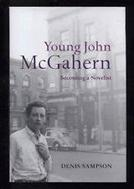 Young John
McGahern
Becoming a Novelist
DENIS SAMPSON